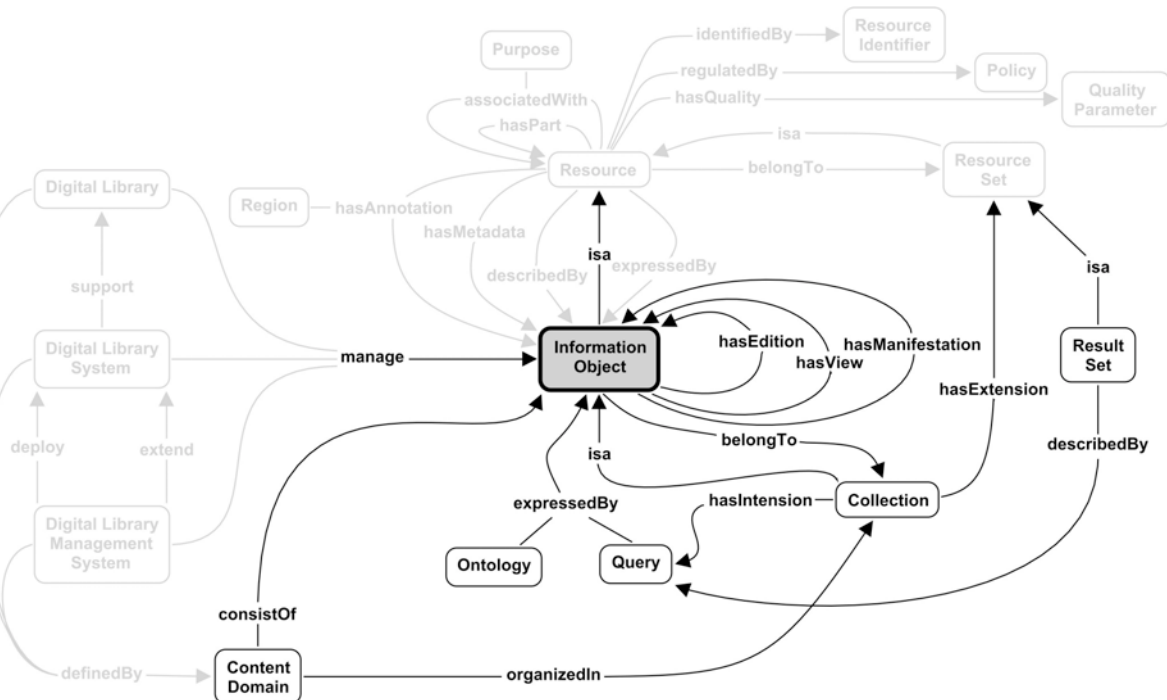 Purpose
identifiedBy
Resource
Identifier
regulatedBy
Policy
associatedWith
hasQuality
Quality
Parameter
hasPart
isa
Resource
belongTo
Resource
Set
Digital Library
Region
hasAnnotation
hasMetadata
isa
describedBy
expressedBy
isa
support
Digital Library
System
manage
Information
Object
hasEdition
hasView
hasManifestation
Result
Set
hasExtension
deploy
extend
belongTo
describedBy
isa
expressedBy
hasIntension
Collection
Digital Library
Management
System
Ontology
Query
consistOf
definedBy
Content
Domain
organizedIn